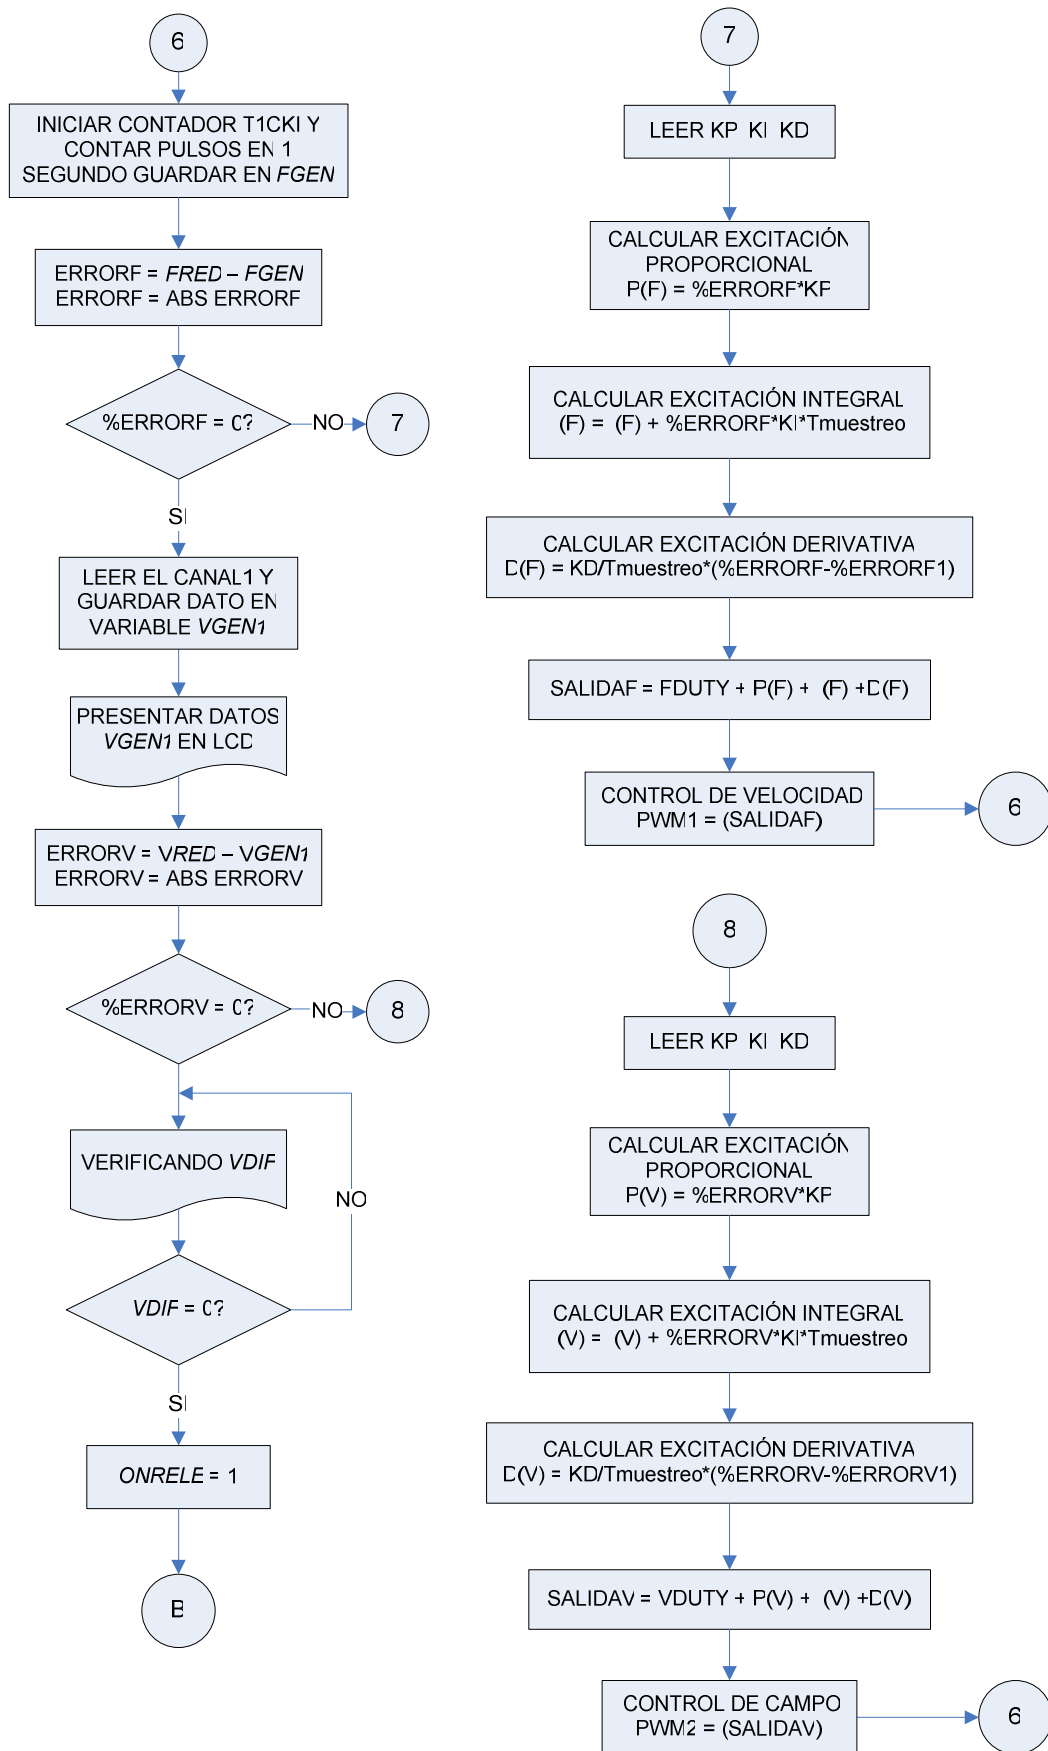 6
INICIAR CONTADOR T1CKI Y
CONTAR PULSOS EN 1
SEGUNDO GUARDAR EN FGEN
ERRORF = FRED – FGEN
ERRORF = ABS ERRORF
%ERRORF = 0?
NO
7
SI
LEER EL CANAL1 Y
GUARDAR DATO EN
VARIABLE VGEN1
PRESENTAR DATOS
VGEN1 EN LCD
ERRORV = VRED – VGEN1
ERRORV = ABS ERRORV
%ERRORV = 0?
NO
8
VERIFICANDO VDIF
NO
VDIF = 0?
SI
ONRELE = 1
B
7
LEER KP KI KD
CALCULAR EXCITACIÓN
PROPORCIONAL
P(F) = %ERRORF*KP
CALCULAR EXCITACIÓN INTEGRAL
(F) = (F) + %ERRORF*KI*Tmuestreo
CALCULAR EXCITACIÓN DERIVATIVA
D(F) = KD/Tmuestreo*(%ERRORF-%ERRORF1)
SALIDAF = FDUTY + P(F) + (F) +D(F)
CONTROL DE VELOCIDAD
PWM1 = (SALIDAF)
6
8
LEER KP KI KD
CALCULAR EXCITACIÓN
PROPORCIONAL
P(V) = %ERRORV*KP
CALCULAR EXCITACIÓN INTEGRAL
(V) = (V) + %ERRORV*KI*Tmuestreo
CALCULAR EXCITACIÓN DERIVATIVA
D(V) = KD/Tmuestreo*(%ERRORV-%ERRORV1)
SALIDAV = VDUTY + P(V) + (V) +D(V)
CONTROL DE CAMPO
PWM2 = (SALIDAV)
6